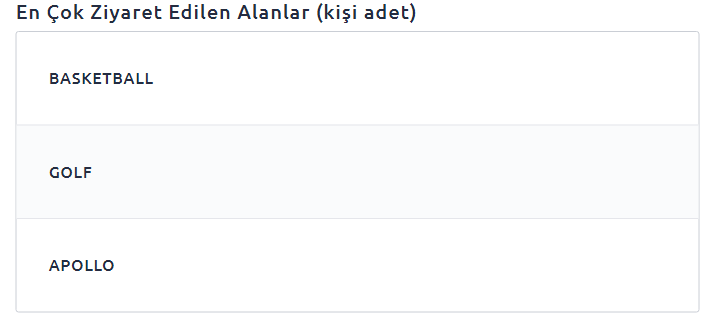 En Çok Ziyaret Edilen Alanlar (kişi adet)
BASKETBALL
GOLF
APOLLO